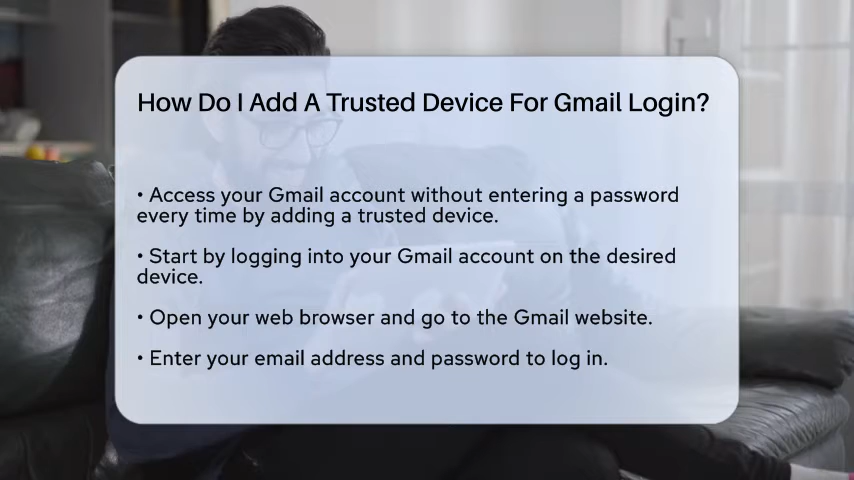 How Do I Add A Trusted Device For Gmail Login?
• Access your Gmail account without entering a password
every time by adding a trusted device.
• Start by logging into your Gmail account on the desired
device.
• Open your web browser and go to the Gmail website.
• Enter your email address and password to log in.